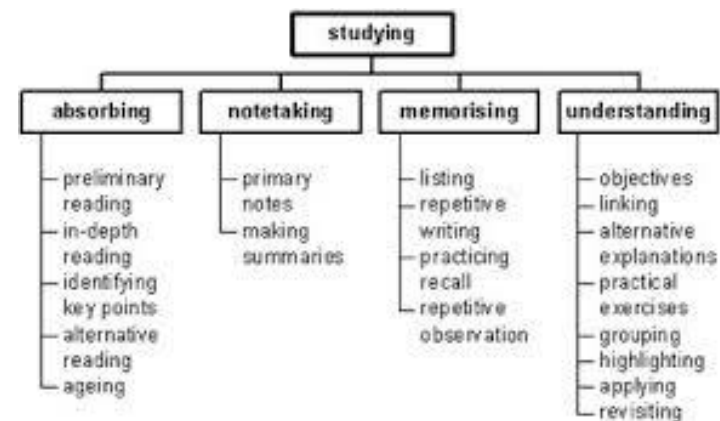 studying
absorbing
notetaking
memorising
understanding
preliminary
reading
in-depth
reading
identifying
key points
alternative
reading
ageing
primary
notes
making
summaries
listing
repetitive
writing
practicing
recall
repetitive
observation
objectives
linking
alternative
explanations
practical
exercises
grouping
highlighting
applying
revisiting